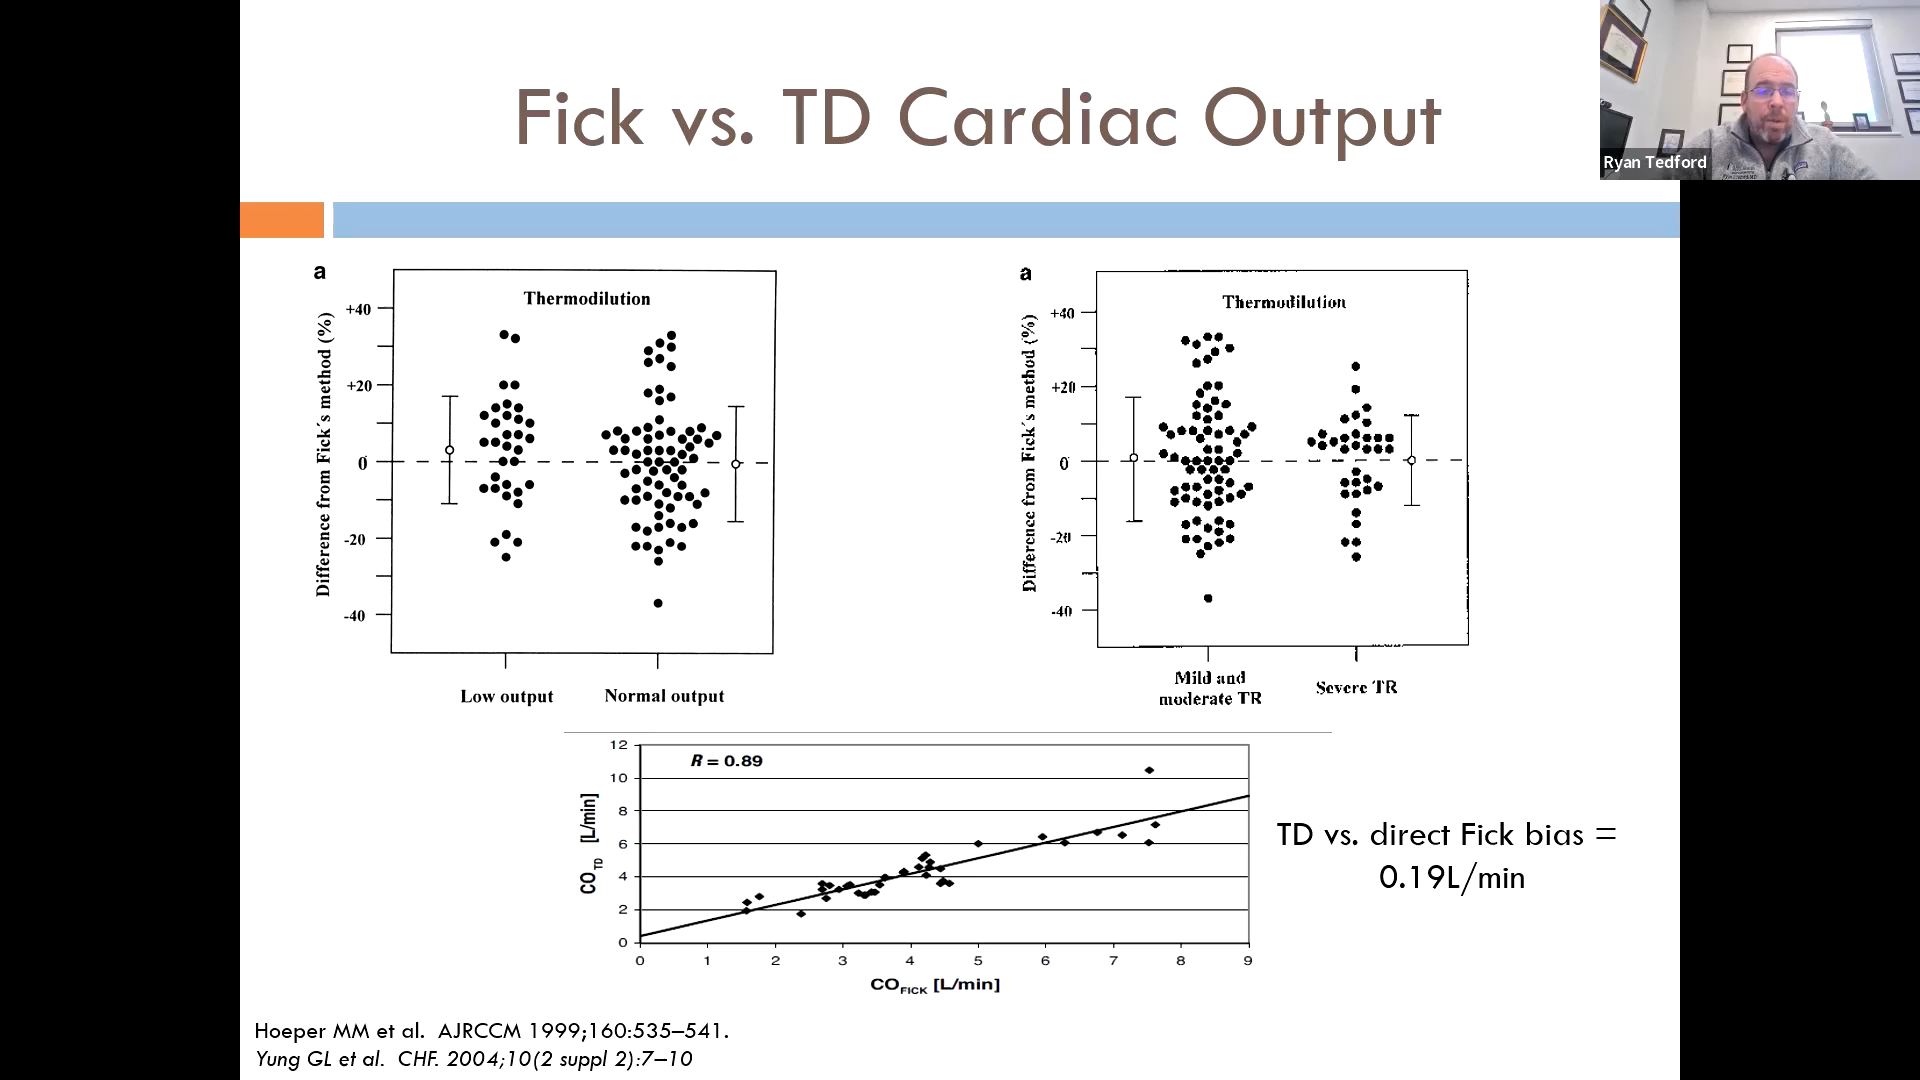 Fick vs. TD Cardiac Output
Ryan Tedford
a
Thermodilution
Difference from Fick´s method (%)
+40
+20
0
-20
-40
Low output
Normal output
a
Thermodilution
Difference from Fick´s method (%)
+40
+20
0
-20
-40
Mild and
moderate TR
Severe TR
R = 0.89
CO TD [L/min]
12
10
8
6
4
2
0
0 1 2 3 4 5 6 7 8 9
CO FICK [L/min]
TD vs. direct Fick bias =
0.19L/min
Hoeper MM et al. AJRCCM 1999;160:535–541.
Yung GL et al. CHF. 2004;10(2 suppl 2):7–10